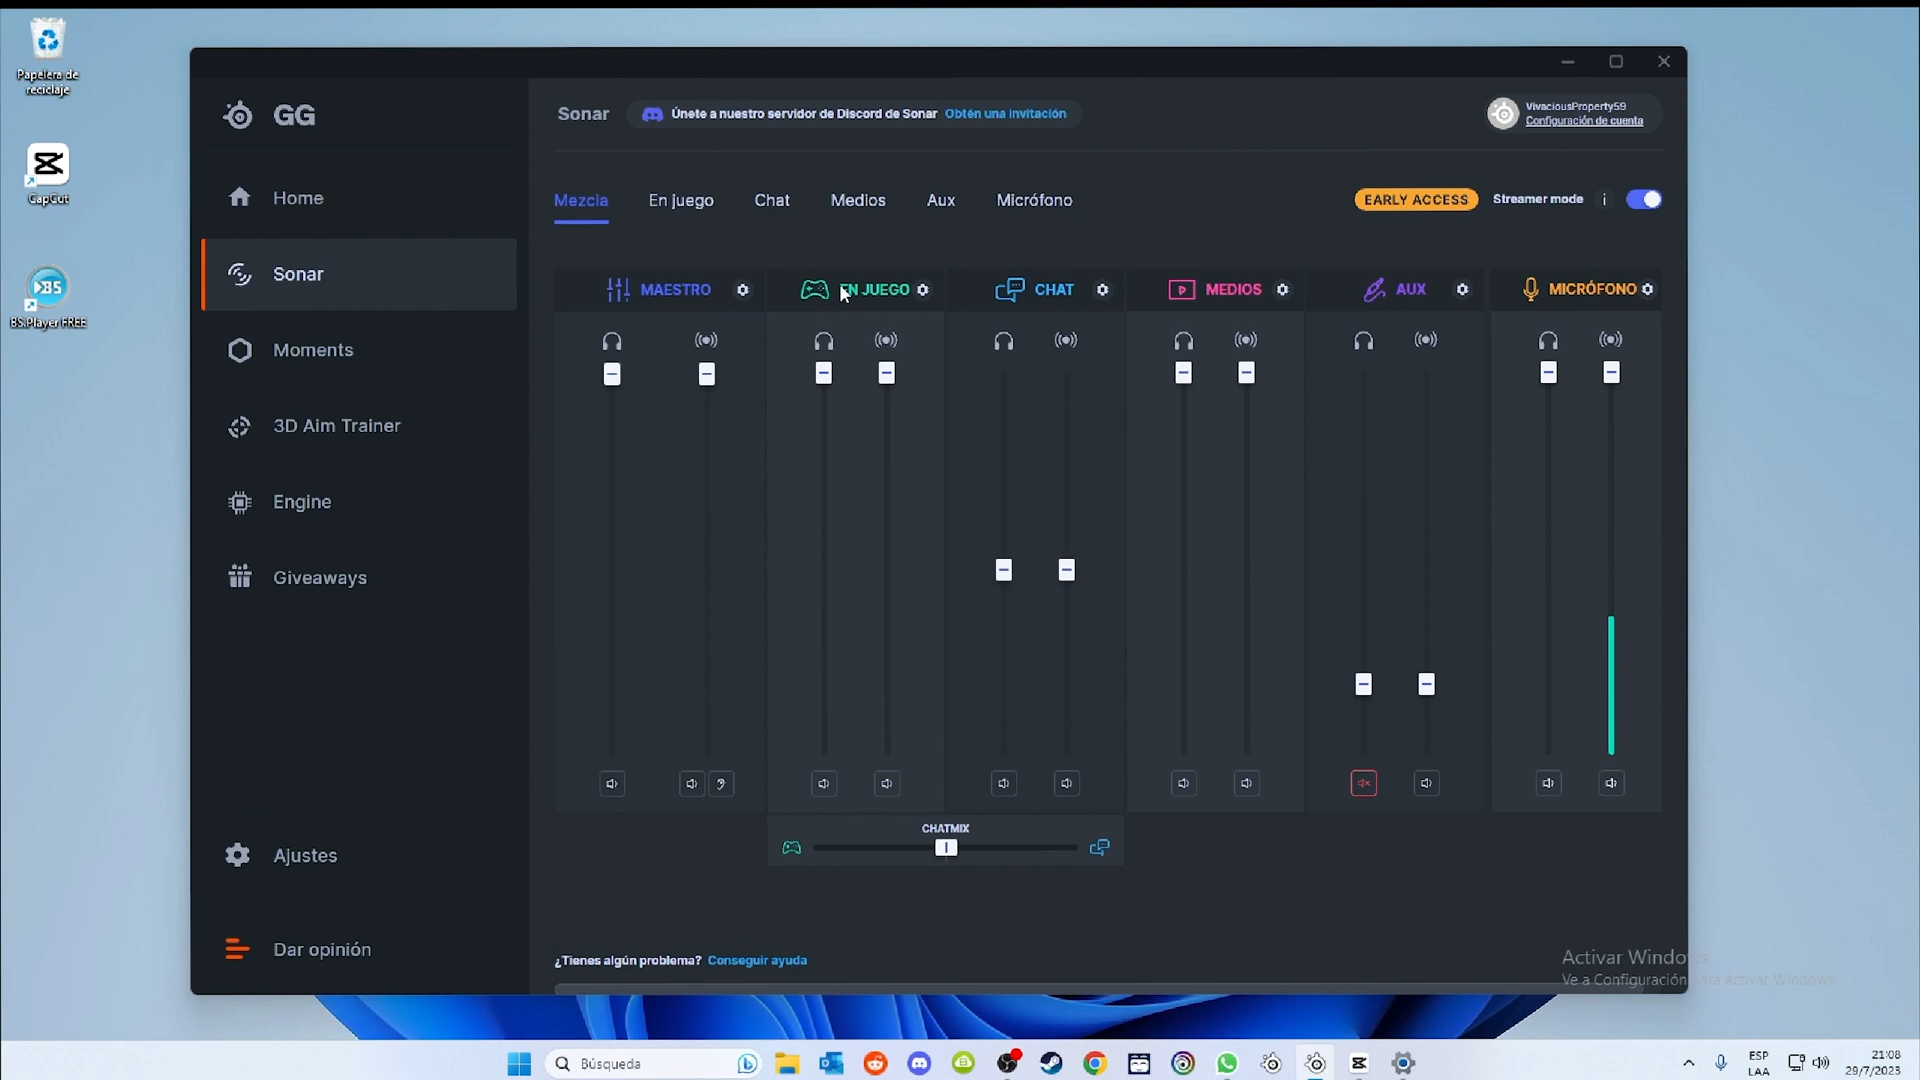 Papelera de
reciclaje
CapCut
BS.Player FREE
GG
Home
Sonar
Moments
3D Aim Trainer
Engine
Giveaways
Ajustes
Dar opinión
Sonar
Únete a nuestro servidor de Discord de Sonar Obtén una invitación
VivaciousProperty59
Configuración de cuenta
Mezcla
En juego
Chat
Medios
Aux
Micrófono
EARLY ACCESS
Streamer mode
MAESTRO
EN JUEGO
CHAT
MEDIOS
AUX
MICRÓFONO
CHATMIX
¿Tienes algún problema? Conseguir ayuda
Activar Windows
Ve a Configuración para activar Windows.
Búsqueda
ESP
LAA
21:08
29/7/2023